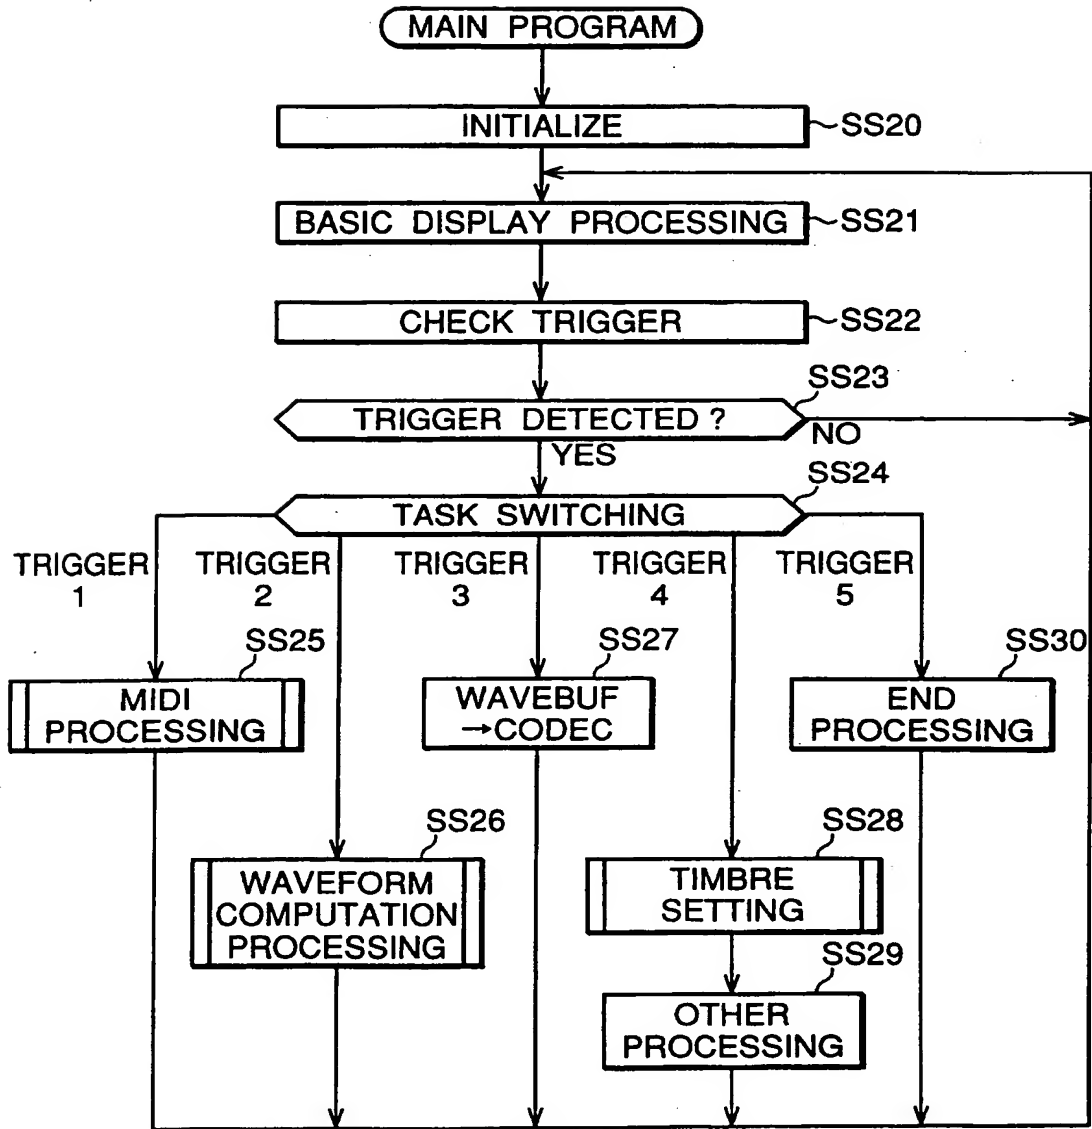 MAIN PROGRAM
INITIALIZE
SS20
BASIC DISPLAY PROCESSING
SS21
CHECK TRIGGER
SS22
SS23
TRIGGER DETECTED ?
NO
YES
SS24
TASK SWITCHING
TRIGGER
1
TRIGGER
2
TRIGGER
3
TRIGGER
4
TRIGGER
5
SS25
MIDI
PROCESSING
SS27
WAVEBUF
→CODEC
SS30
END
PROCESSING
SS26
WAVEFORM
COMPUTATION
PROCESSING
SS28
TIMBRE
SETTING
SS29
OTHER
PROCESSING